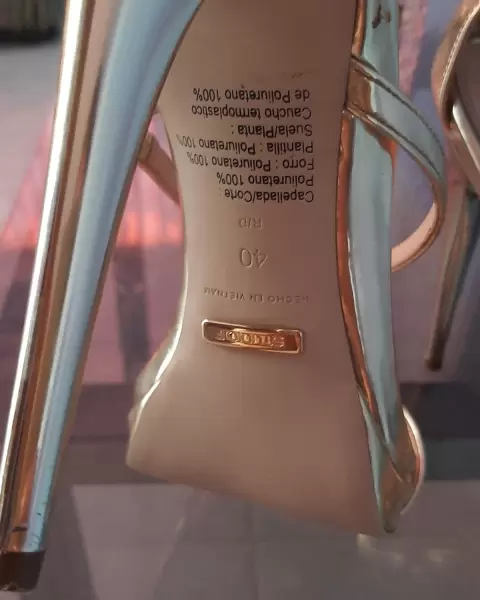 STUDIO F
HECHO EN VIETNAM
40
R/D
Capellada/Corte :
Poliuretano 100%
Forro : Poliuretano 100%
Plantilla : Poliuretano 100%
Suela/Planta :
Caucho termoplastico
de Poliuretano 100%